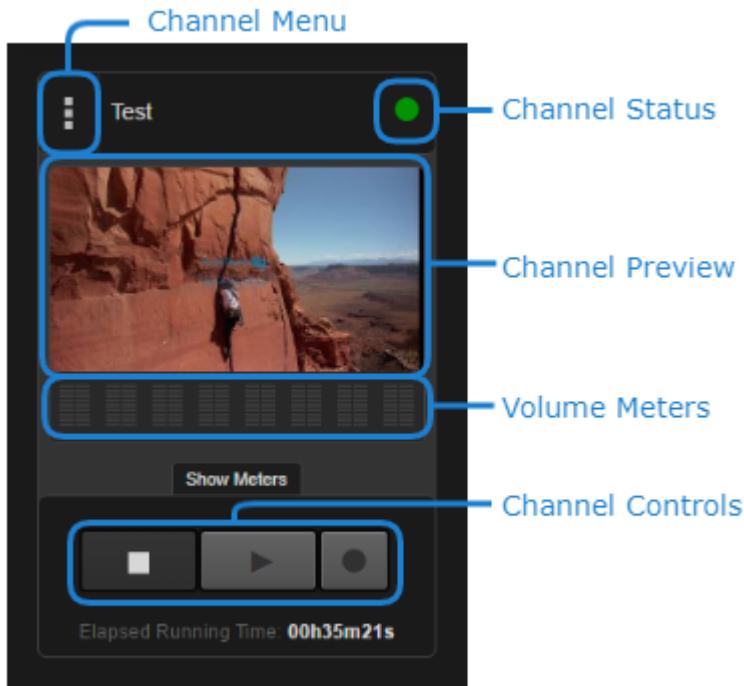 Channel Menu
Test
Channel Status
Channel Preview
Volume Meters
Show Meters
Channel Controls
Elapsed Running Time: 00h35m21s